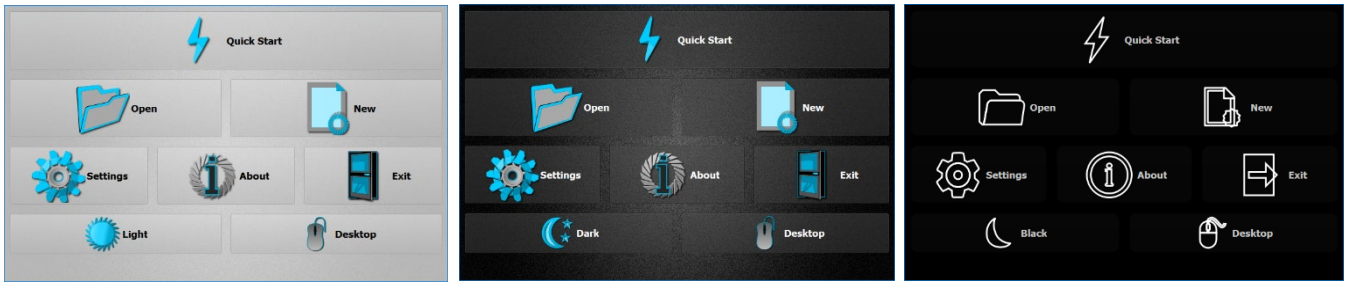 Quick Start
Open
New
Settings
About
Exit
Light
Desktop
Quick Start
Open
New
Settings
About
Exit
Dark
Desktop
Quick Start
Open
New
Settings
About
Exit
Black
Desktop